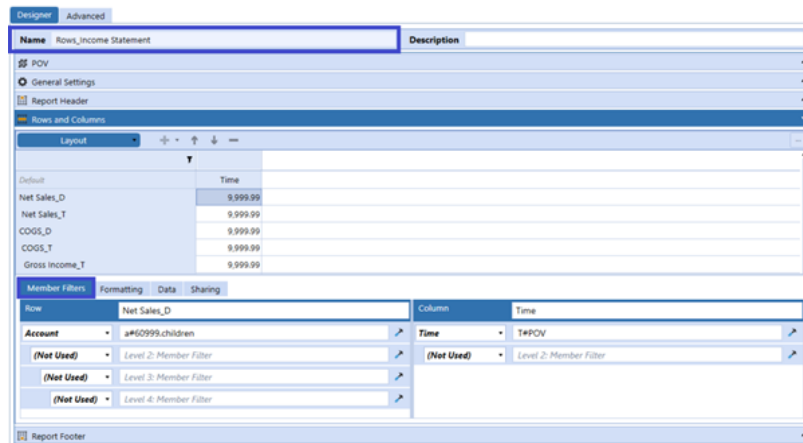 Designer Advanced
Name Rows_Income Statement Description
POV
General Settings
Report Header
Rows and Columns
Layout
Default Time
Net Sales_D 9,999.99
Net Sales_T 9,999.99
COGS_D 9,999.99
COGS_T 9,999.99
Gross Income_T 9,999.99
Member Filters Formatting Data Sharing
Row Net Sales_D Column Time
Account a#60999.children Time T#POV
(Not Used) Level 2: Member Filter (Not Used) Level 2: Member Filter
(Not Used) Level 3: Member Filter
(Not Used) Level 4: Member Filter
Report Footer